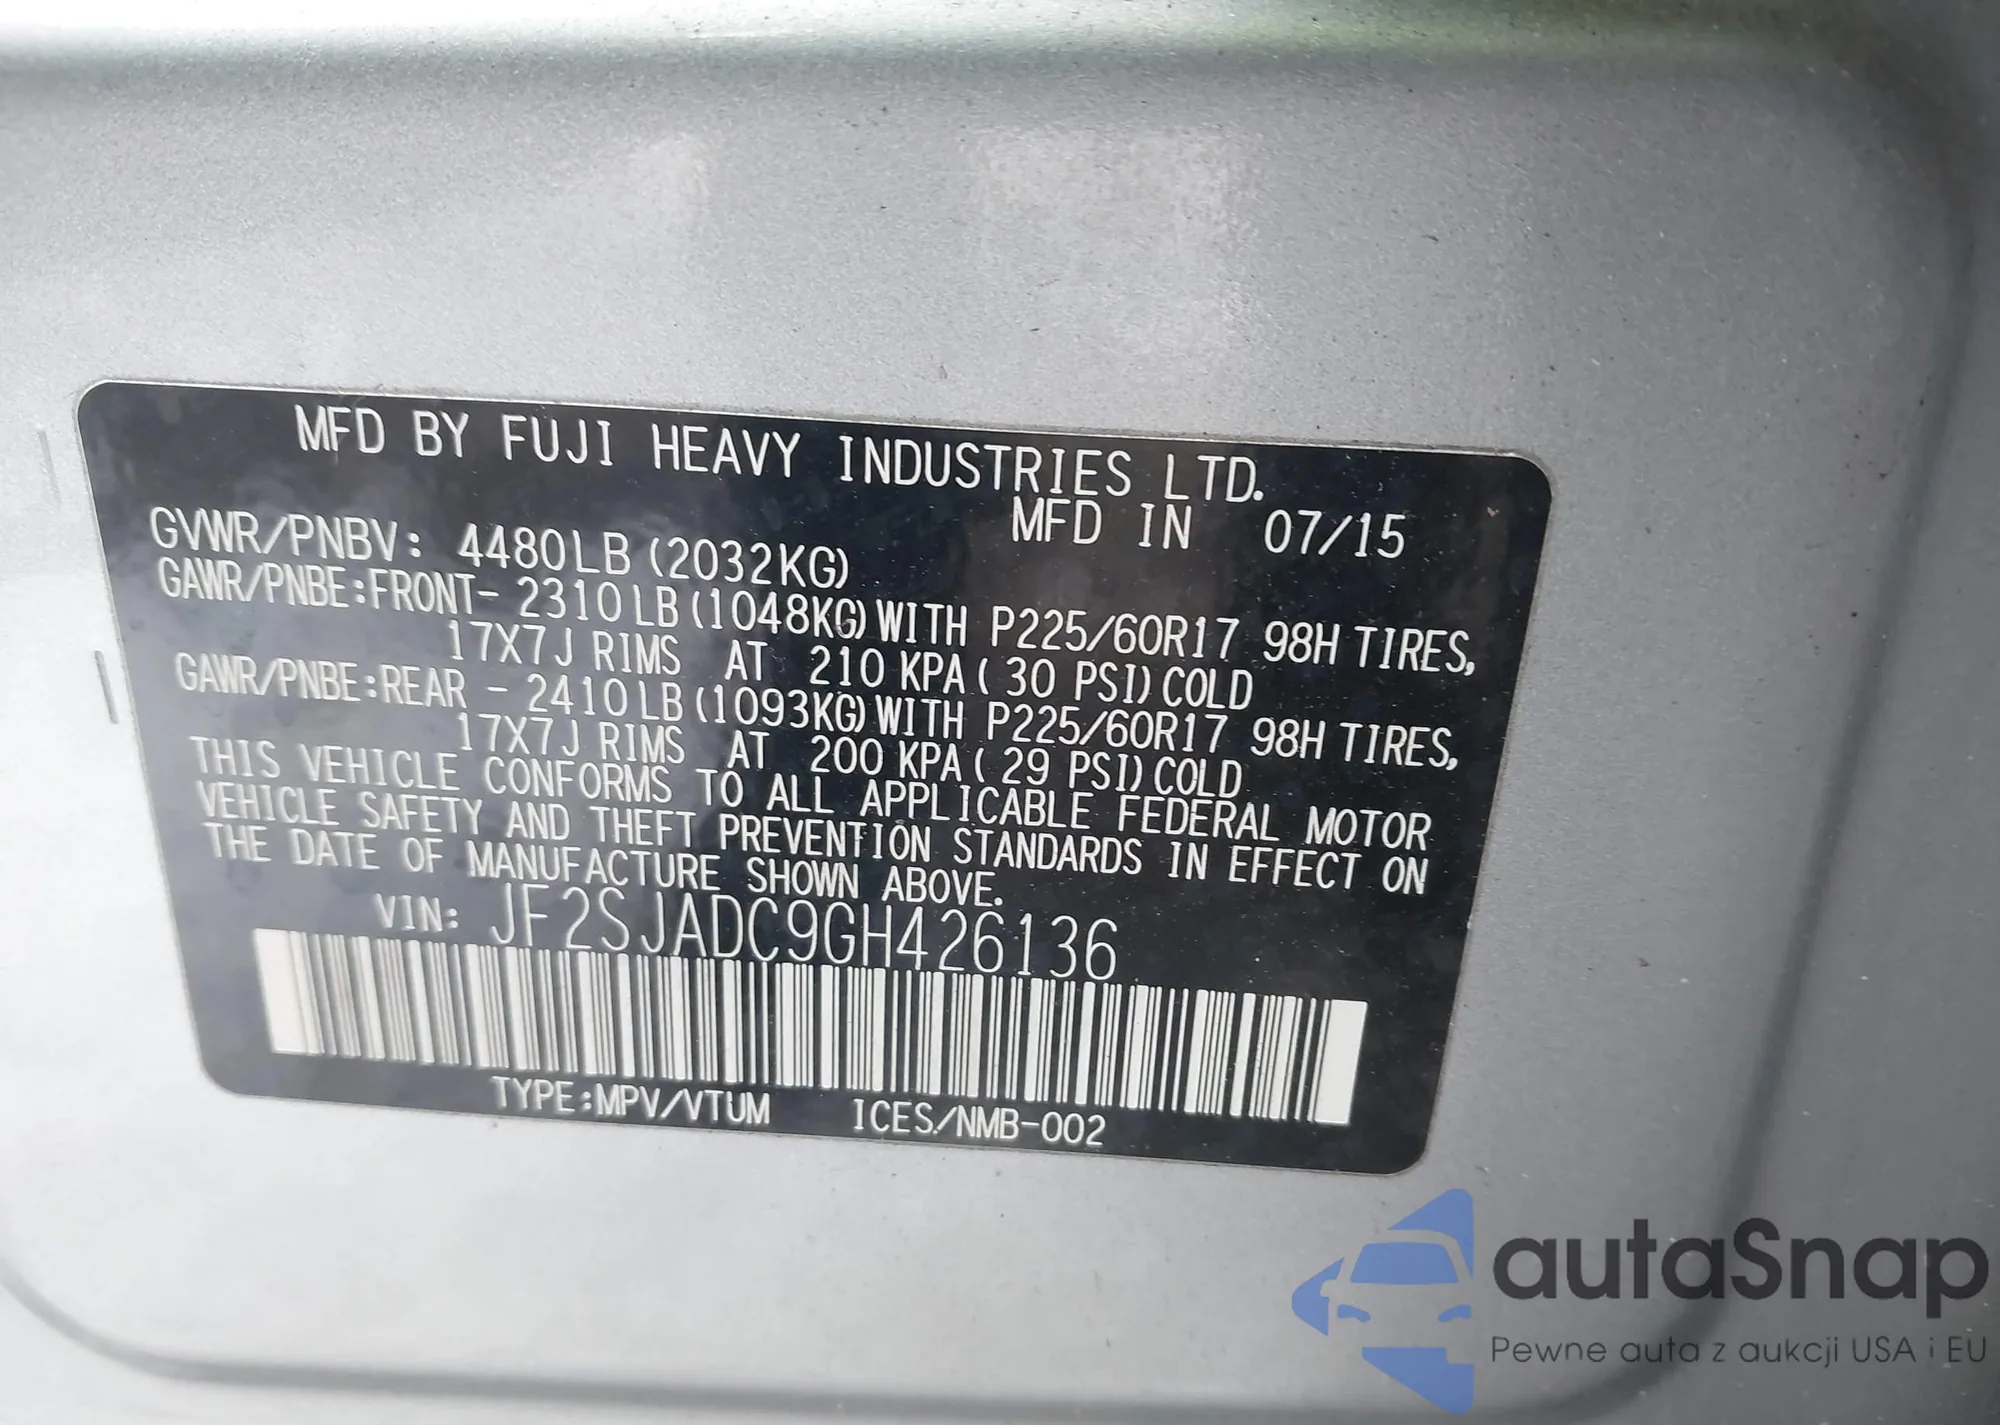 MFD BY FUJI HEAVY INDUSTRIES LTD.
MFD IN 07/15
GVWR/PNBV: 4480LB (2032KG)
GAWR/PNBE:FRONT- 2310LB (1048KG) WITH P225/60R17 98H TIRES,
17X7J RIMS AT 210 KPA ( 30 PSI) COLD
GAWR/PNBE:REAR - 2410LB (1093KG) WITH P225/60R17 98H TIRES,
17X7J RIMS AT 200 KPA ( 29 PSI) COLD
THIS VEHICLE CONFORMS TO ALL APPLICABLE FEDERAL MOTOR
VEHICLE SAFETY AND THEFT PREVENTION STANDARDS IN EFFECT ON
THE DATE OF MANUFACTURE SHOWN ABOVE.
VIN: JF2SJADC9GH426136
TYPE:MPV/VTUM ICES/NMB-002
autaSnap
Pewne auta z aukcji USA i EU